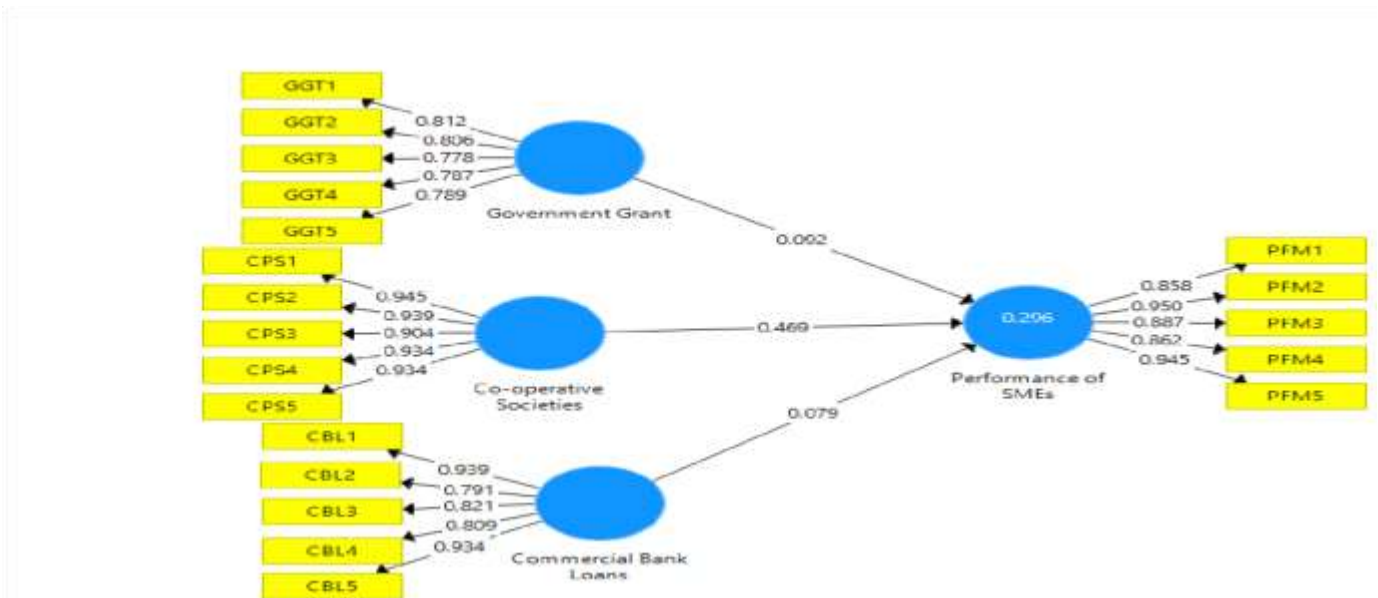 GGT1
GGT2
GGT3
GGT4
GGT5
0.812
0.806
0.778
0.787
0.789
Government Grant
0.092
CPS1
CPS2
CPS3
CPS4
CPS5
0.945
0.939
0.904
0.934
0.934
Co-operative
Societies
0.469
CBL1
CBL2
CBL3
CBL4
CBL5
0.939
0.791
0.821
0.809
0.934
Commercial Bank
Loans
0.079
0.296
Performance of
SMEs
0.858
0.950
0.887
0.862
0.945
PFM1
PFM2
PFM3
PFM4
PFM5